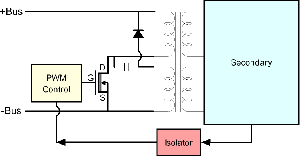 +Bus
D
G
S
PWM
Control
-Bus
Secondary
Isolator